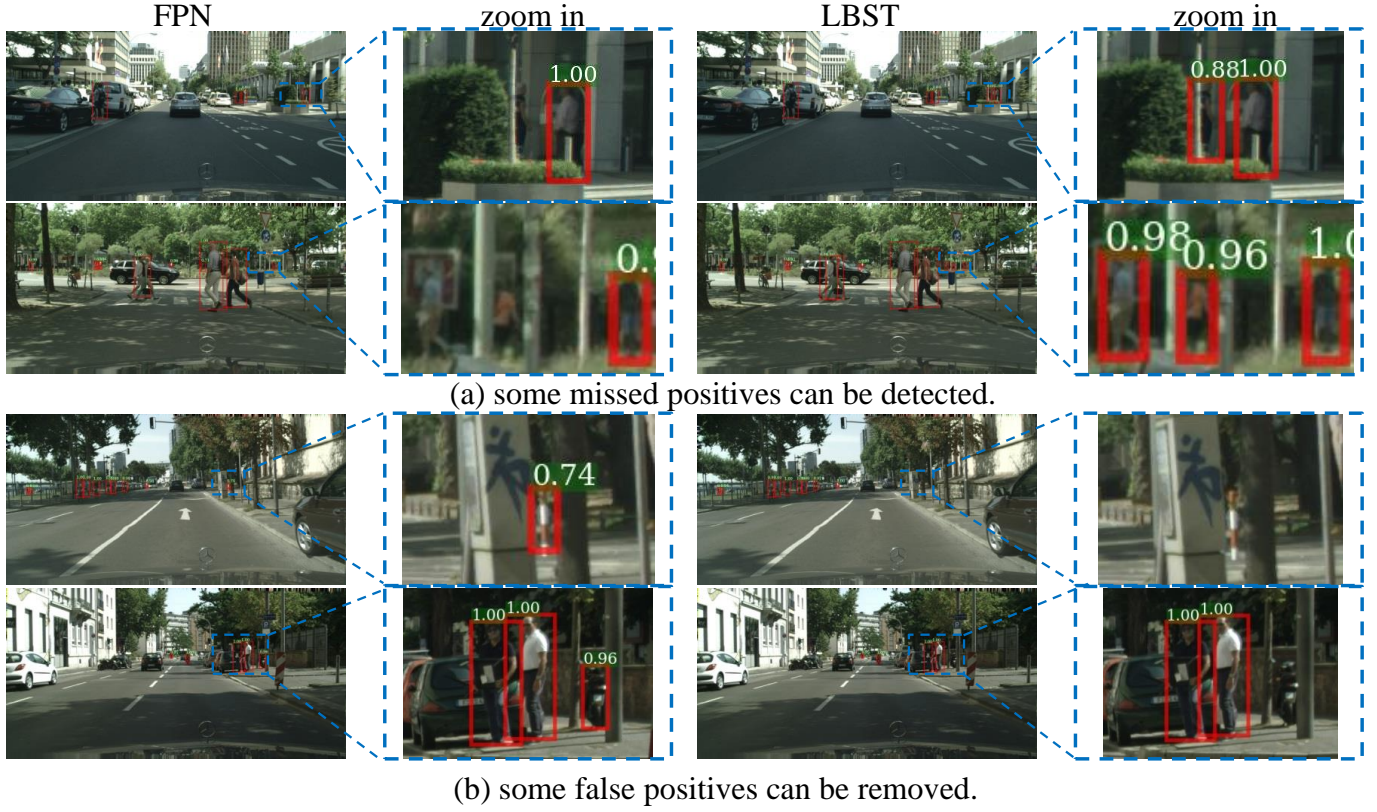 FPN zoom in LBST zoom in
1.00 0.88 1.00
0.98 0.96
(a) some missed positives can be detected.
0.74
1.00 1.00 0.96 1.00 1.00
(b) some false positives can be removed.